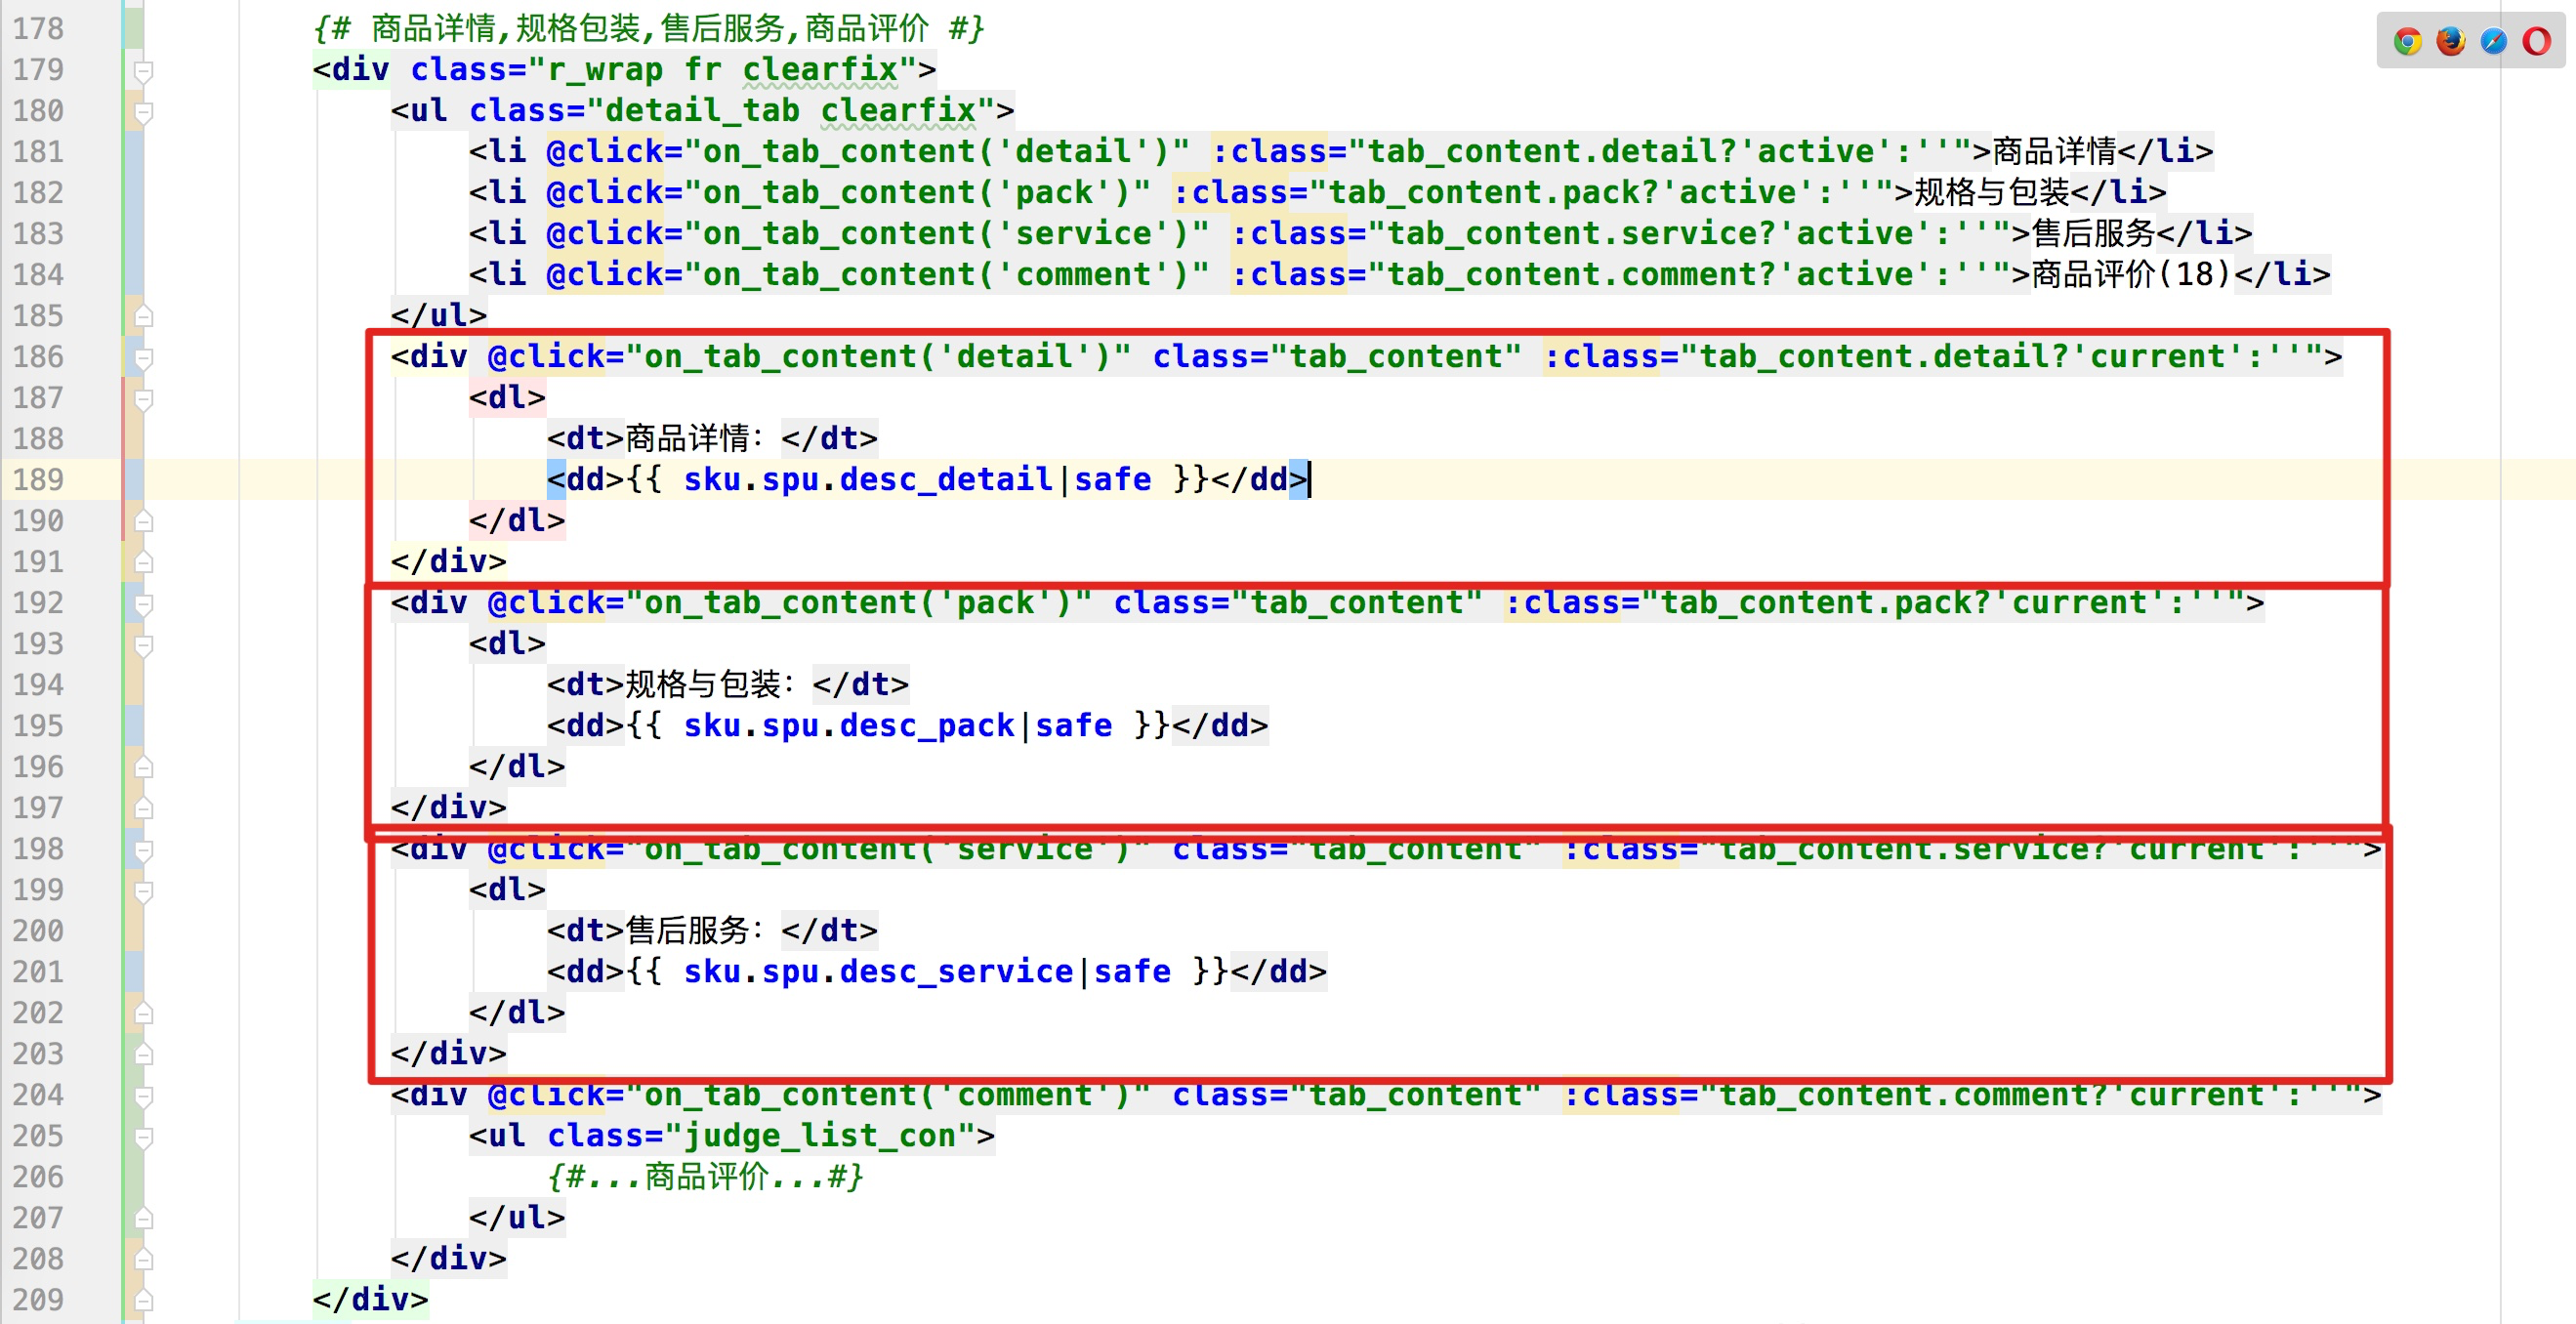 178 {# 商品详情,规格包装,售后服务,商品评价 #}
179 <div class="r_wrap fr clearfix">
180 <ul class="detail_tab clearfix">
181 <li @click="on_tab_content('detail')" :class="tab_content.detail?'active':''">商品详情</li>
182 <li @click="on_tab_content('pack')" :class="tab_content.pack?'active':''">规格与包装</li>
183 <li @click="on_tab_content('service')" :class="tab_content.service?'active':''">售后服务</li>
184 <li @click="on_tab_content('comment')" :class="tab_content.comment?'active':''">商品评价(18)</li>
185 </ul>
186 <div @click="on_tab_content('detail')" class="tab_content" :class="tab_content.detail?'current':''">
187 <dl>
188 <dt>商品详情：</dt>
189 <dd>{{ sku.spu.desc_detail|safe }}</dd>
190 </dl>
191 </div>
192 <div @click="on_tab_content('pack')" class="tab_content" :class="tab_content.pack?'current':''">
193 <dl>
194 <dt>规格与包装：</dt>
195 <dd>{{ sku.spu.desc_pack|safe }}</dd>
196 </dl>
197 </div>
198 <div @click="on_tab_content('service')" class="tab_content" :class="tab_content.service?'current':''">
199 <dl>
200 <dt>售后服务：</dt>
201 <dd>{{ sku.spu.desc_service|safe }}</dd>
202 </dl>
203 </div>
204 <div @click="on_tab_content('comment')" class="tab_content" :class="tab_content.comment?'current':''">
205 <ul class="judge_list_con">
206 {#...商品评价...#}
207 </ul>
208 </div>
209 </div>